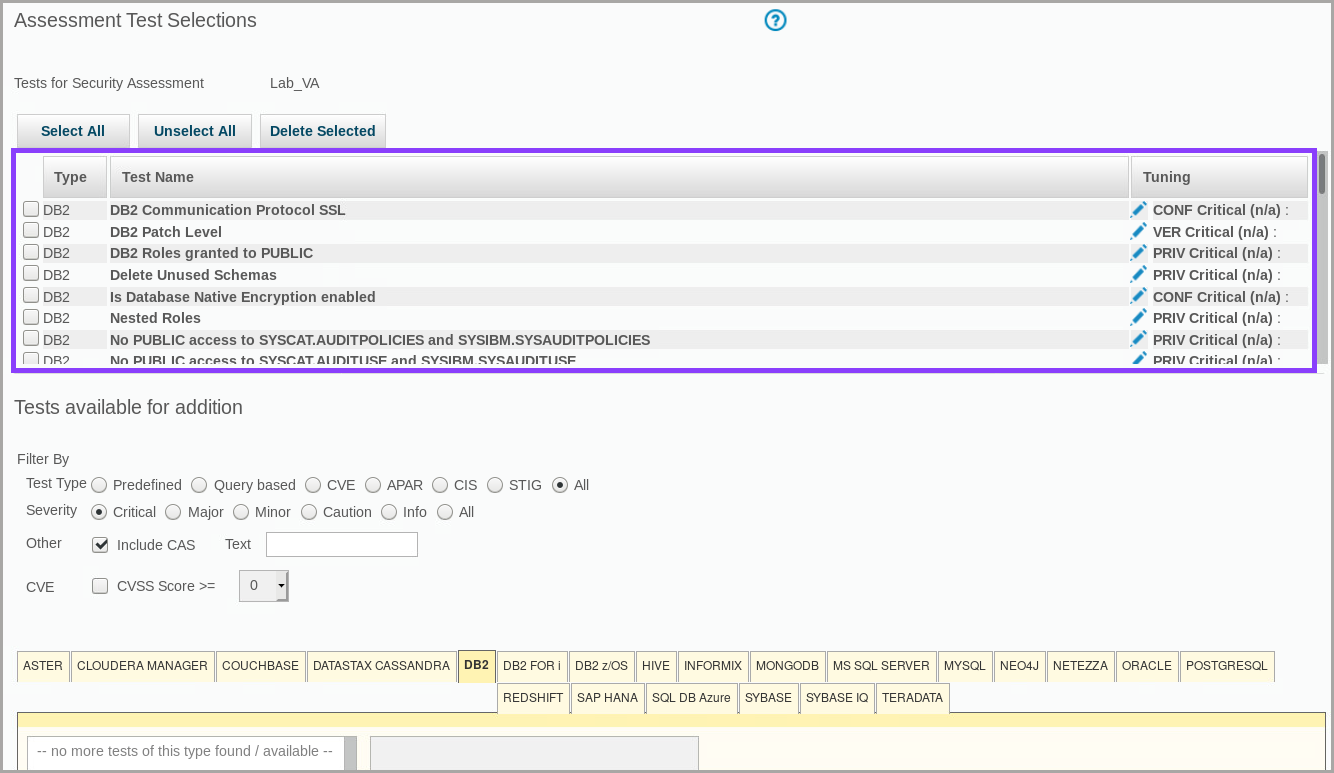 Assessment Test Selections ?
Tests for Security Assessment Lab_VA
Select All Unselect All Delete Selected
Type Test Name Tuning
DB2 DB2 Communication Protocol SSL CONF Critical (n/a) :
DB2 DB2 Patch Level VER Critical (n/a) :
DB2 DB2 Roles granted to PUBLIC PRIV Critical (n/a) :
DB2 Delete Unused Schemas PRIV Critical (n/a) :
DB2 Is Database Native Encryption enabled CONF Critical (n/a) :
DB2 Nested Roles PRIV Critical (n/a) :
DB2 No PUBLIC access to SYSCAT.AUDITPOLICIES and SYSIBM.SYSAUDITPOLICIES PRIV Critical (n/a) :
DB2 No PUBLIC access to SYSCAT.AUDITUSE and SYSIBM.SYSAUDITUSE PRIV Critical (n/a) :
Tests available for addition
Filter By
Test Type Predefined Query based CVE APAR CIS STIG All
Severity Critical Major Minor Caution Info All
Other Include CAS Text
CVE CVSS Score >= 0
ASTER CLOUDERA MANAGER COUCHBASE DATASTAX CASSANDRA DB2 DB2 FOR i DB2 z/OS HIVE INFORMIX MONGODB MS SQL SERVER MYSQL NEO4J NETEZZA ORACLE POSTGRESQL
REDSHIFT SAP HANA SQL DB Azure SYBASE SYBASE IQ TERADATA
-- no more tests of this type found / available --